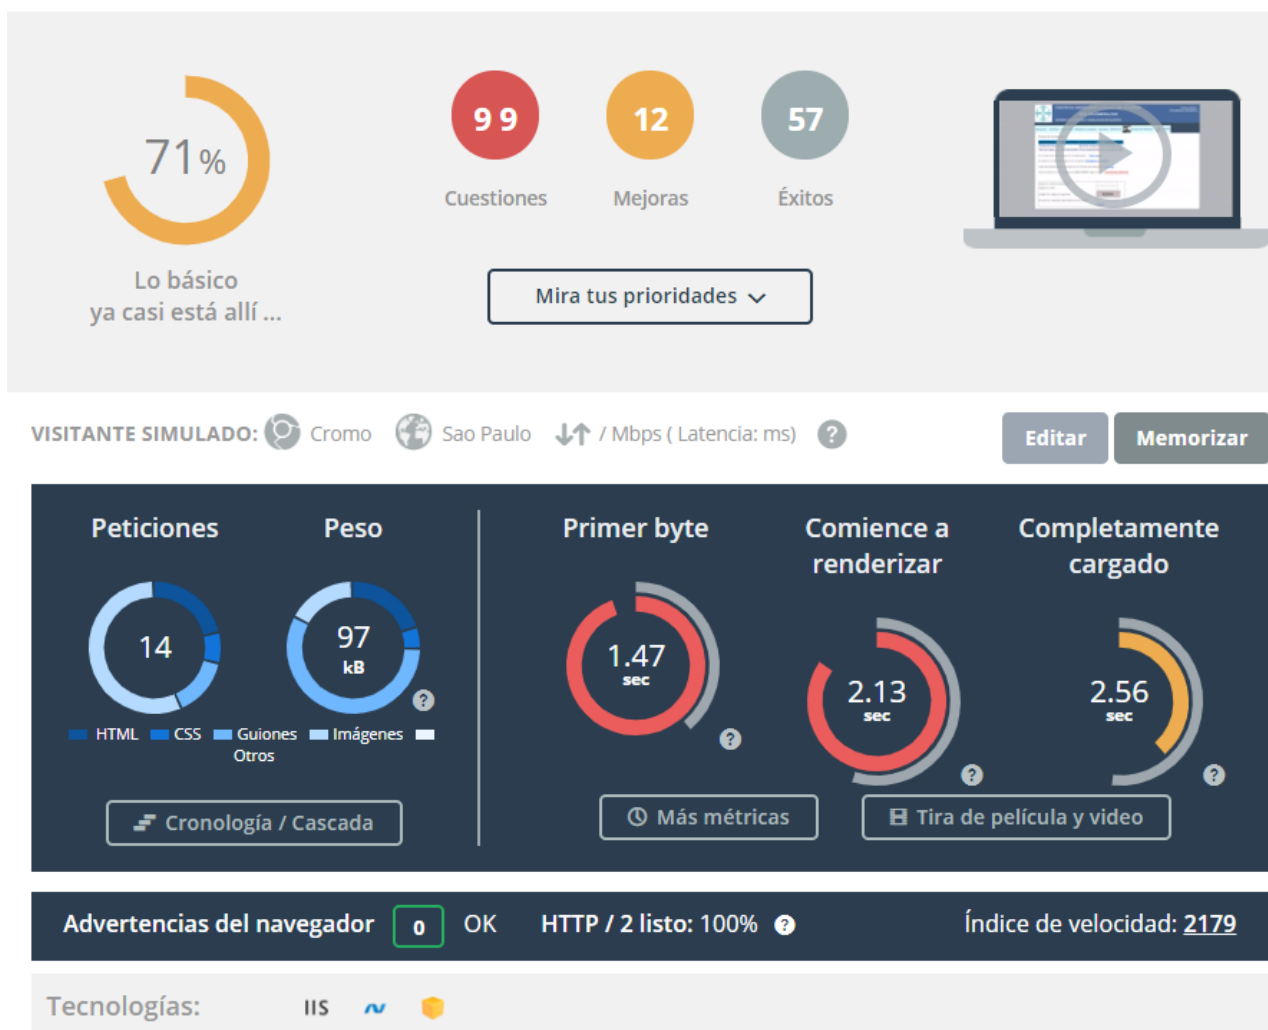 71%
Lo básico
ya casi está allí ...
99
Cuestiones
12
Mejoras
57
Éxitos
Mira tus prioridades
VISITANTE SIMULADO: Cromo Sao Paulo / Mbps ( Latencia: ms) ?
Editar
Memorizar
Peticiones
14
Peso
97
kB
?
HTML CSS Guiones Imágenes
Otros
Cronología / Cascada
Primer byte
1.47
sec
?
Comience a
renderizar
2.13
sec
?
Completamente
cargado
2.56
sec
?
Más métricas
Tira de película y video
Advertencias del navegador 0 OK HTTP / 2 listo: 100% ? Índice de velocidad: 2179
Tecnologías: IIS